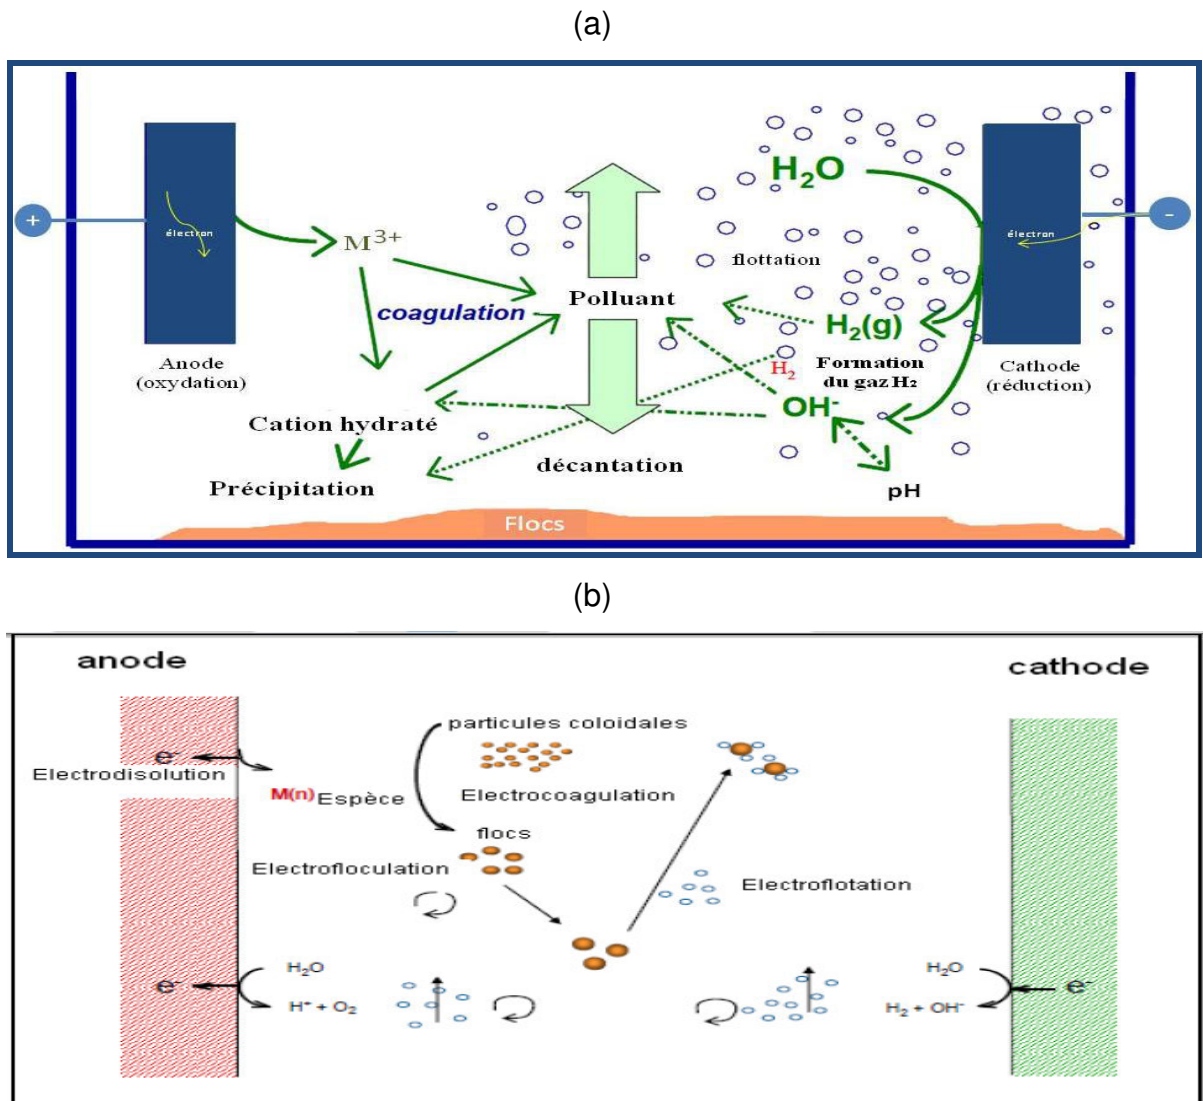 (a)
H₂O
+
-
électron
électron
M³⁺
flottation
Polluant
coagulation
H₂(g)
Anode
(oxydation)
Formation
du gaz H₂
Cathode
(réduction)
H₂
OH⁻
Cation hydraté
décantation
Précipitation
pH
Flocs
(b)
anode
cathode
particules coloidales
e⁻
Electrodisolution
M(n) Espèce
Electrocoagulation
flocs
Electrofloculation
Electroflotation
H₂O
H₂O
e⁻
e⁻
H⁺ + O₂
H₂ + OH⁻